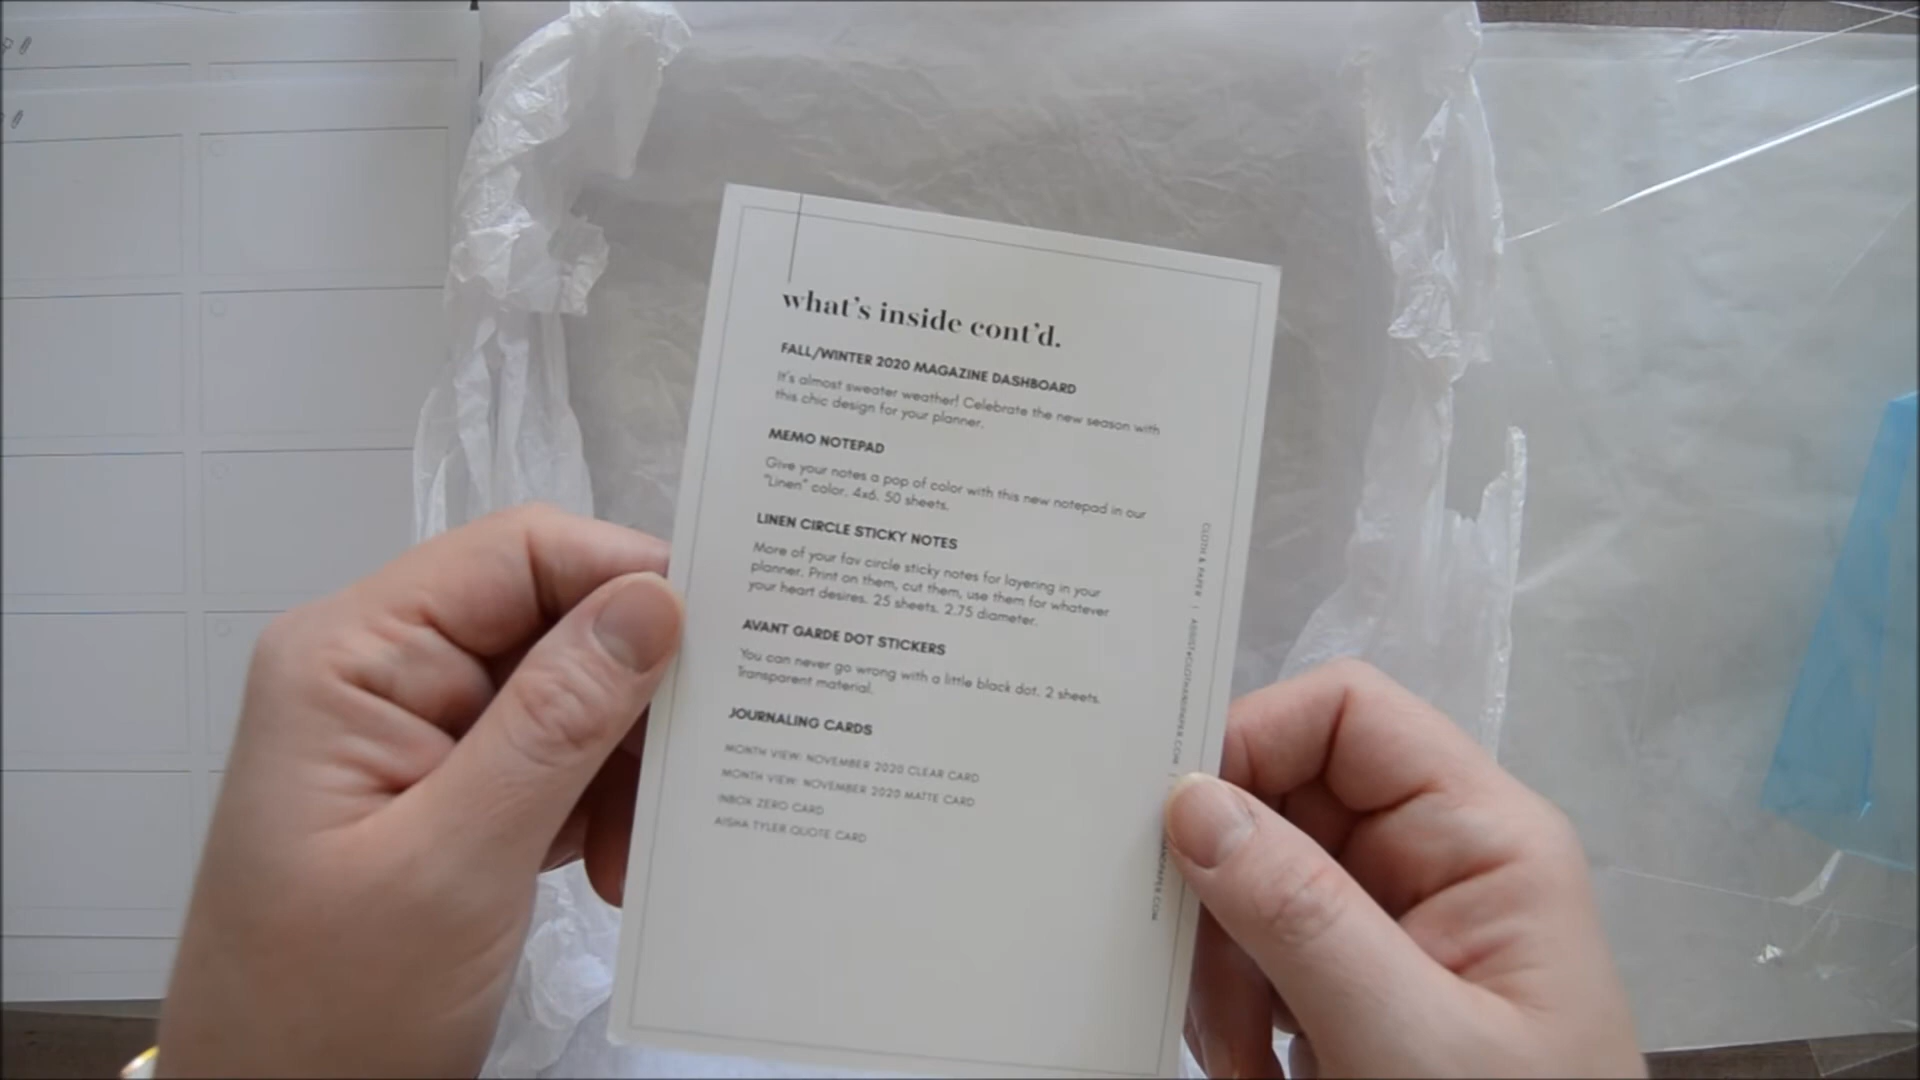 what's inside cont'd.
FALL/WINTER 2020 MAGAZINE DASHBOARD
It's almost sweater weather! Celebrate the new season with
this chic design for your planner.
MEMO NOTEPAD
Give your notes a pop of color with this new notepad in our
"Linen" color. 4x6. 50 sheets.
LINEN CIRCLE STICKY NOTES
More of your fav circle sticky notes for layering in your
planner. Print on them, cut them, use them for whatever
your heart desires. 25 sheets. 2.75 diameter.
AVANT GARDE DOT STICKERS
You can never go wrong with a little black dot. 2 sheets.
Transparent material.
JOURNALING CARDS
MONTH VIEW: NOVEMBER 2020 CLEAR CARD
MONTH VIEW: NOVEMBER 2020 MATTE CARD
INBOX ZERO CARD
AISHA TYLER QUOTE CARD
CLOTH & PAPER |